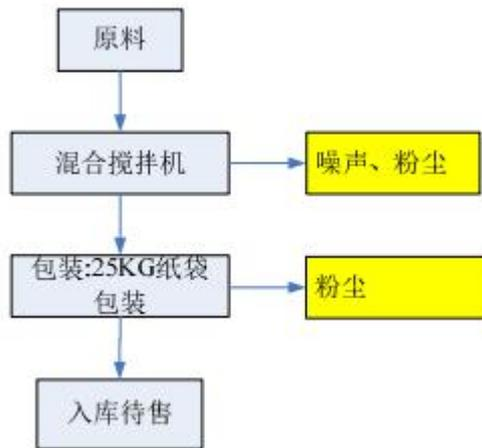 原料
混合搅拌机
噪声、粉尘
包装:25KG纸袋
包装
粉尘
入库待售